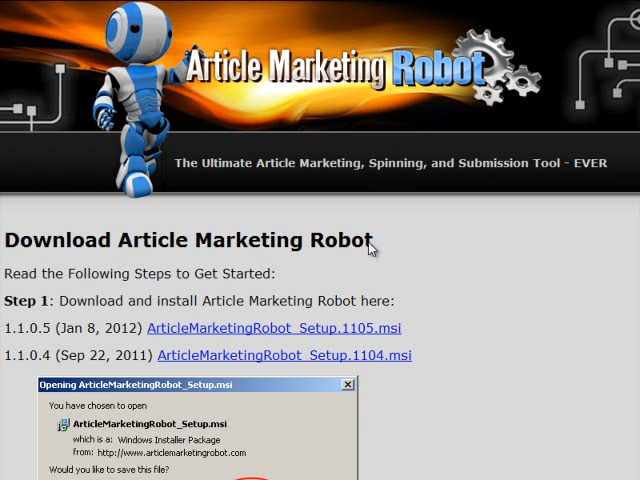 Article Marketing Robot
The Ultimate Article Marketing, Spinning, and Submission Tool - EVER
Download Article Marketing Robot
Read the Following Steps to Get Started:
Step 1: Download and install Article Marketing Robot here:
1.1.0.5 (Jan 8, 2012) ArticleMarketingRobot_Setup.1105.msi
1.1.0.4 (Sep 22, 2011) ArticleMarketingRobot_Setup.1104.msi
Opening ArticleMarketingRobot_Setup.msi
You have chosen to open
ArticleMarketingRobot_Setup.msi
which is a: Windows Installer Package
from: http://www.articlemarketingrobot.com
Would you like to save this file?